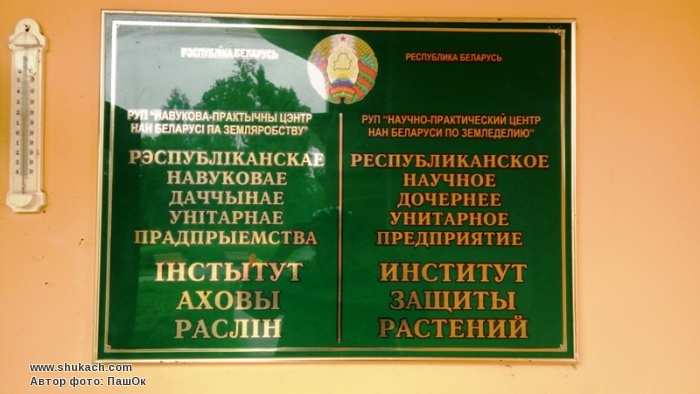 РЭСПУБЛІКА БЕЛАРУСЬ
РУП "НАВУКОВА-ПРАКТЫЧНЫ ЦЭНТР
НАН БЕЛАРУСІ ПА ЗЕМЛЯРОБСТВУ"
РЭСПУБЛІКАНСКАЕ
НАВУКОВАЕ
ДАЧЧЫНАЕ
УНІТАРНАЕ
ПРАДПРЫЕМСТВА
ІНСТЫТУТ
АХОВЫ
РАСЛІН
РЕСПУБЛИКА БЕЛАРУСЬ
РУП "НАУЧНО-ПРАКТИЧЕСКИЙ ЦЕНТР
НАН БЕЛАРУСИ ПО ЗЕМЛЕДЕЛИЮ"
РЕСПУБЛИКАНСКОЕ
НАУЧНОЕ
ДОЧЕРНЕЕ
УНИТАРНОЕ
ПРЕДПРИЯТИЕ
ИНСТИТУТ
ЗАЩИТЫ
РАСТЕНИЙ
www.shukach.com
Автор фото: ПашОк